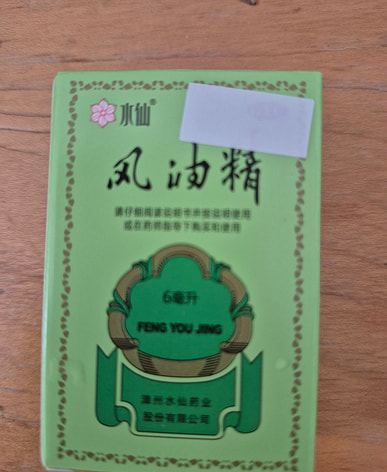 水仙®
风油精
请仔细阅读说明书并按说明使用
或在药师指导下购买和使用
6毫升
FENG YOU JING
漳州水仙药业
股份有限公司